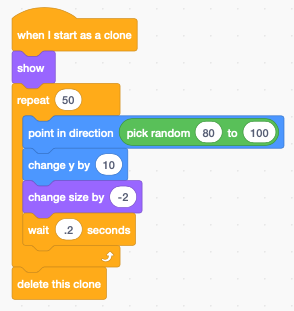 when I start as a clone
show
repeat 50
point in direction pick random 80 to 100
change y by 10
change size by -2
wait .2 seconds
delete this clone